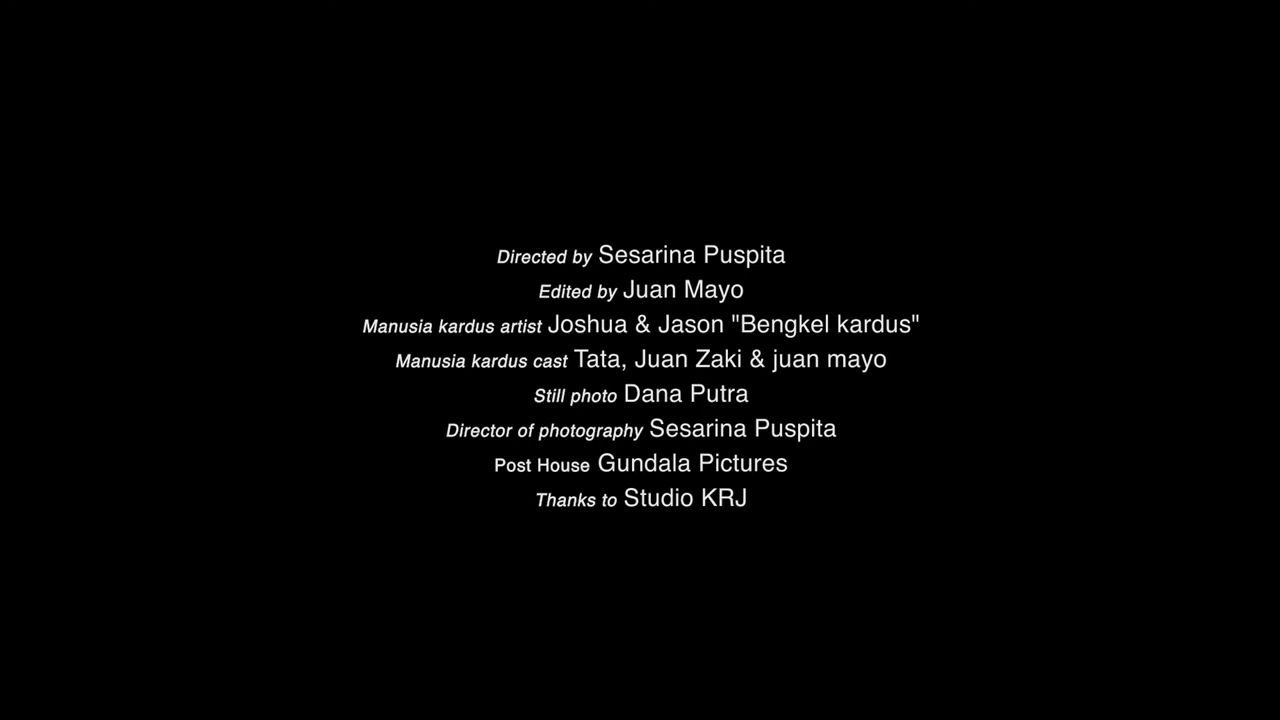 Directed by Sesarina Puspita
Edited by Juan Mayo
Manusia kardus artist Joshua & Jason "Bengkel kardus"
Manusia kardus cast Tata, Juan Zaki & juan mayo
Still photo Dana Putra
Director of photography Sesarina Puspita
Post House Gundala Pictures
Thanks to Studio KRJ